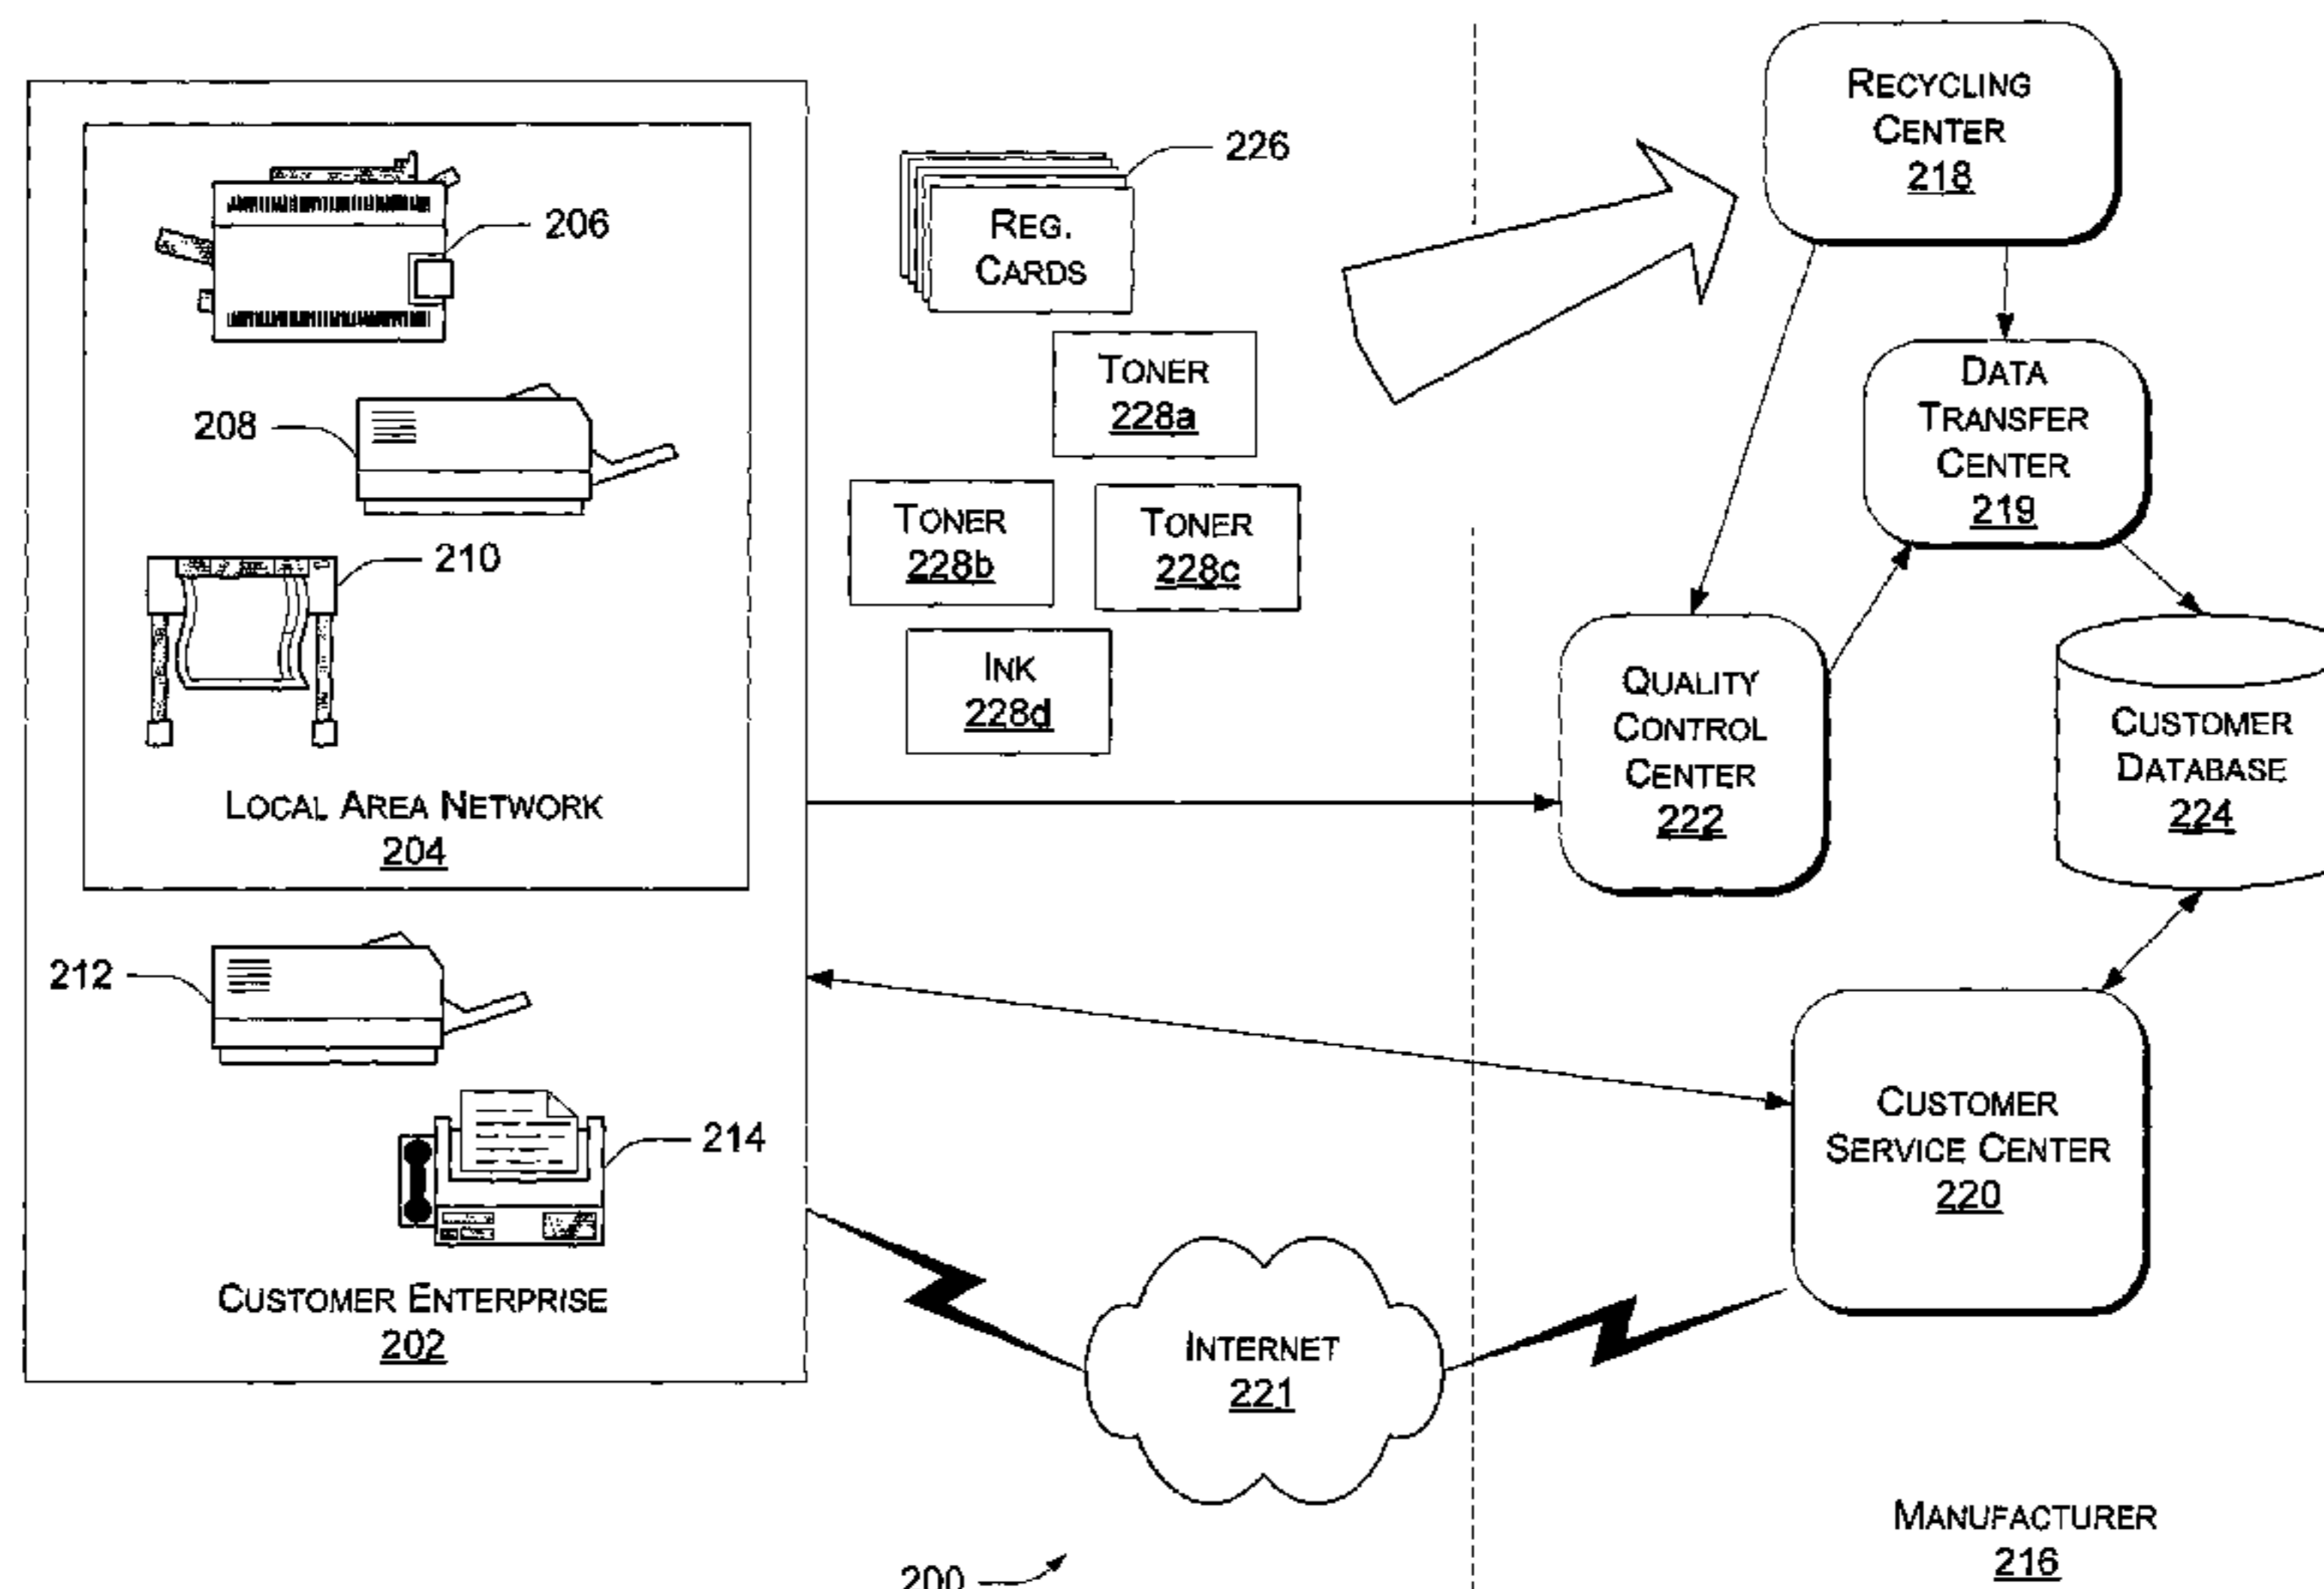 206
208
210
LOCAL AREA NETWORK
204
212
214
CUSTOMER ENTERPRISE
202
226
REG.
CARDS
TONER
228a
TONER
228b
TONER
228c
INK
228d
INTERNET
221
200
RECYCLING
CENTER
218
DATA
TRANSFER
CENTER
219
QUALITY
CONTROL
CENTER
222
CUSTOMER
DATABASE
224
CUSTOMER
SERVICE CENTER
220
MANUFACTURER
216